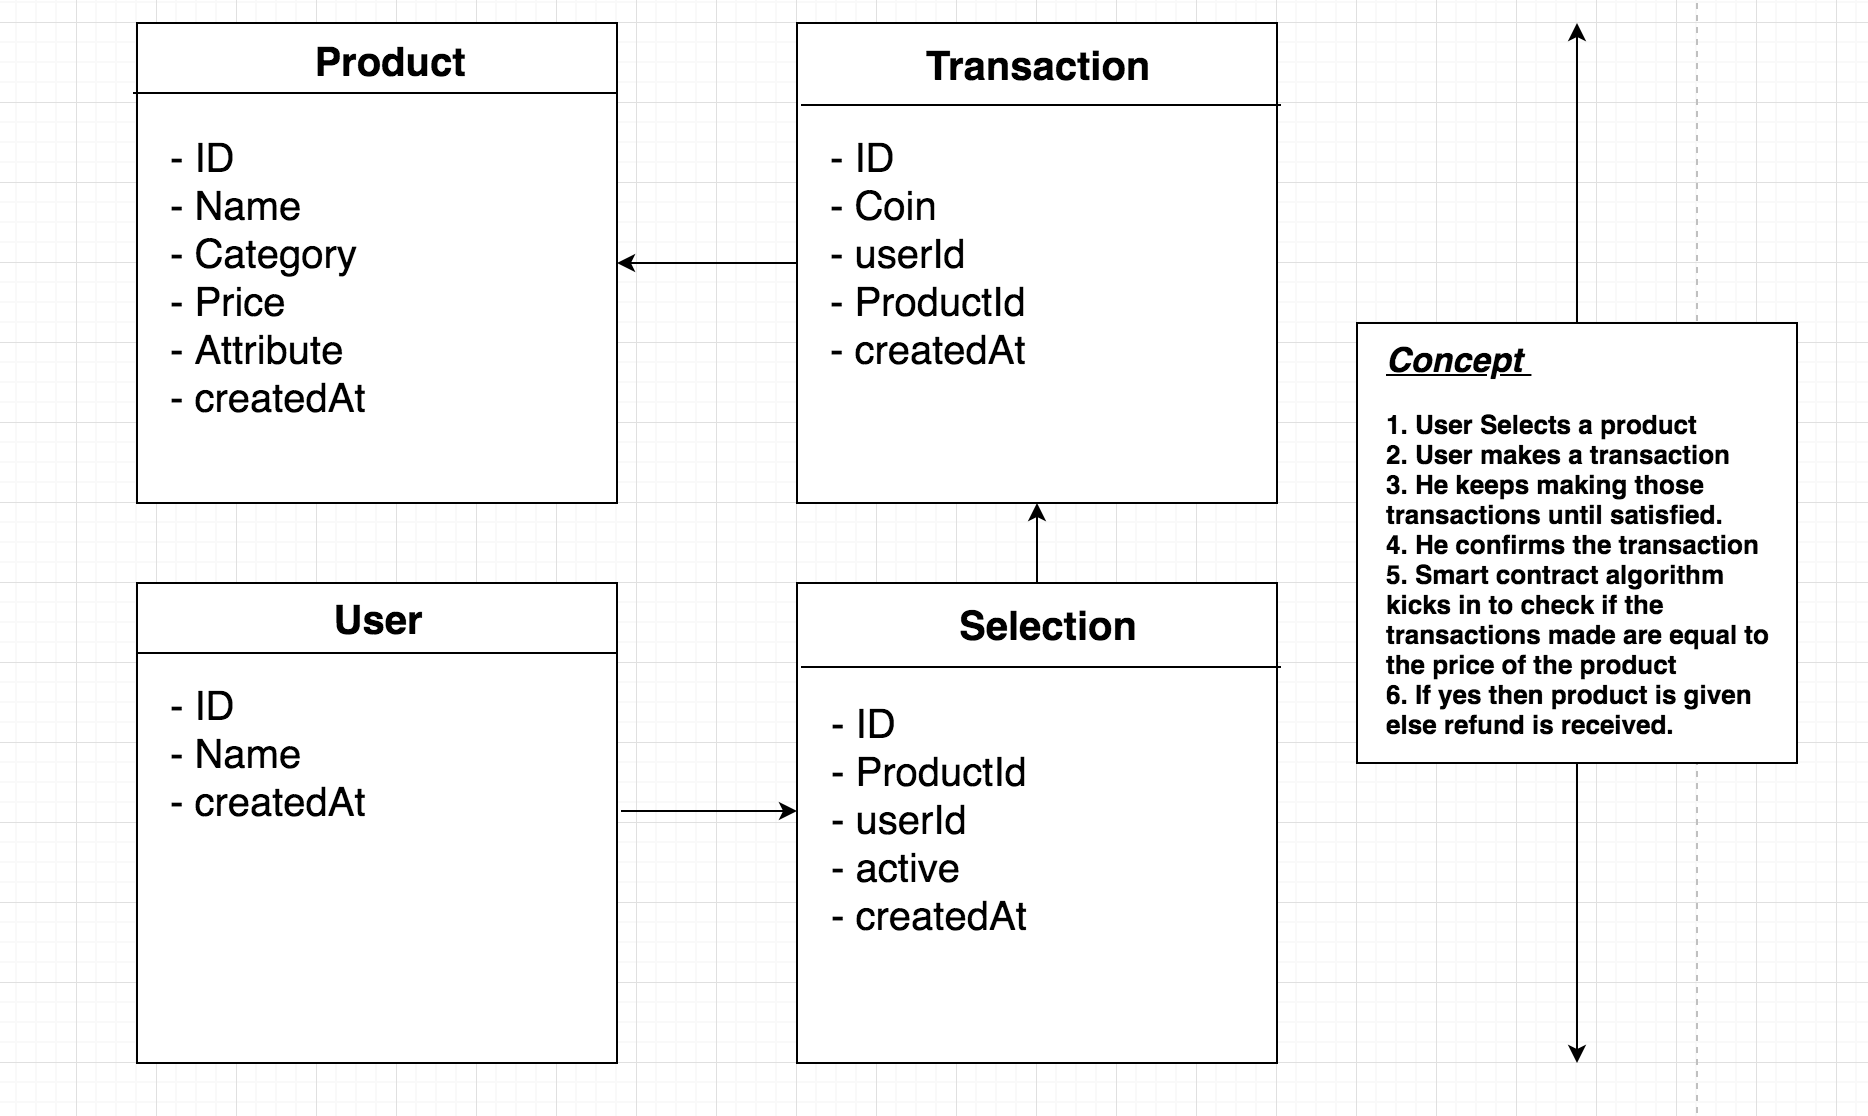 Product
- ID
- Name
- Category
- Price
- Attribute
- createdAt
Transaction
- ID
- Coin
- userId
- ProductId
- createdAt
User
- ID
- Name
- createdAt
Selection
- ID
- ProductId
- userId
- active
- createdAt
Concept
1. User Selects a product
2. User makes a transaction
3. He keeps making those
transactions until satisfied.
4. He confirms the transaction
5. Smart contract algorithm
kicks in to check if the
transactions made are equal to
the price of the product
6. If yes then product is given
else refund is received.